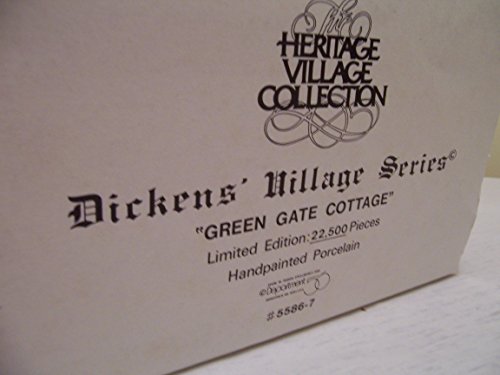 The
HERITAGE
VILLAGE
COLLECTION
Dickens' Village Series©
"GREEN GATE COTTAGE"
Limited Edition: 22,500 Pieces
Handpainted Porcelain
©Department
#5586-7